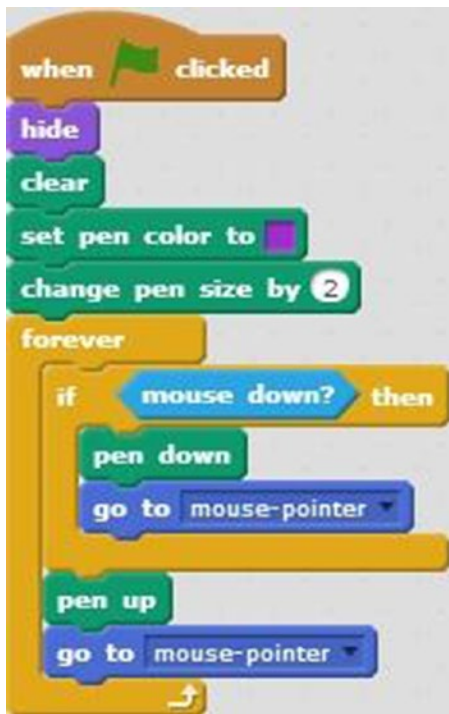 when clicked
hide
clear
set pen color to
change pen size by 2
forever
if mouse down? then
pen down
go to mouse-pointer
pen up
go to mouse-pointer